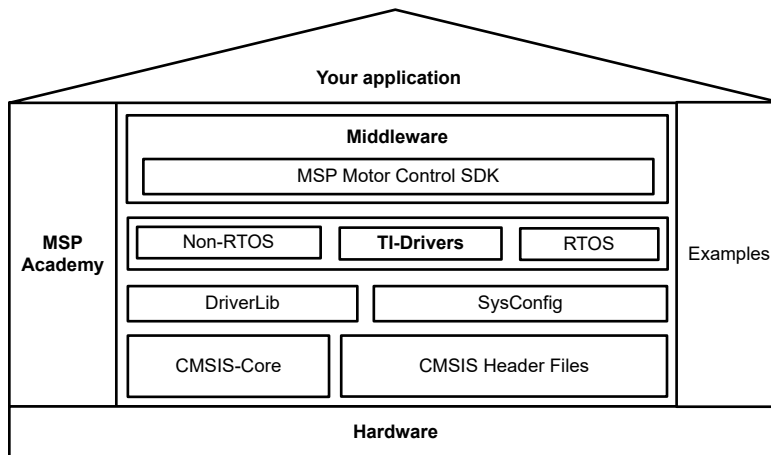 Your application
Middleware
MSP Motor Control SDK
MSP
Academy
Non-RTOS
TI-Drivers
RTOS
Examples
DriverLib
SysConfig
CMSIS-Core
CMSIS Header Files
Hardware